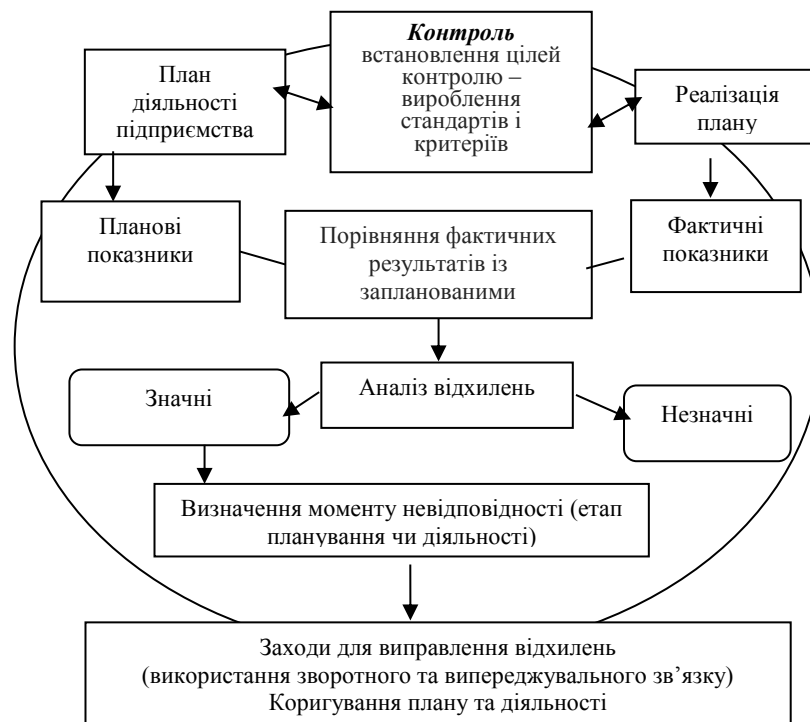 Контроль
встановлення цілей
контролю –
вироблення
стандартів і
критеріїв
План
діяльності
підприємства
Реалізація
плану
Планові
показники
Порівняння фактичних
результатів із
запланованими
Фактичні
показники
Значні
Аналіз відхилень
Незначні
Визначення моменту невідповідності (етап
планування чи діяльності)
Заходи для виправлення відхилень
(використання зворотного та випереджувального зв’язку)
Коригування плану та діяльності